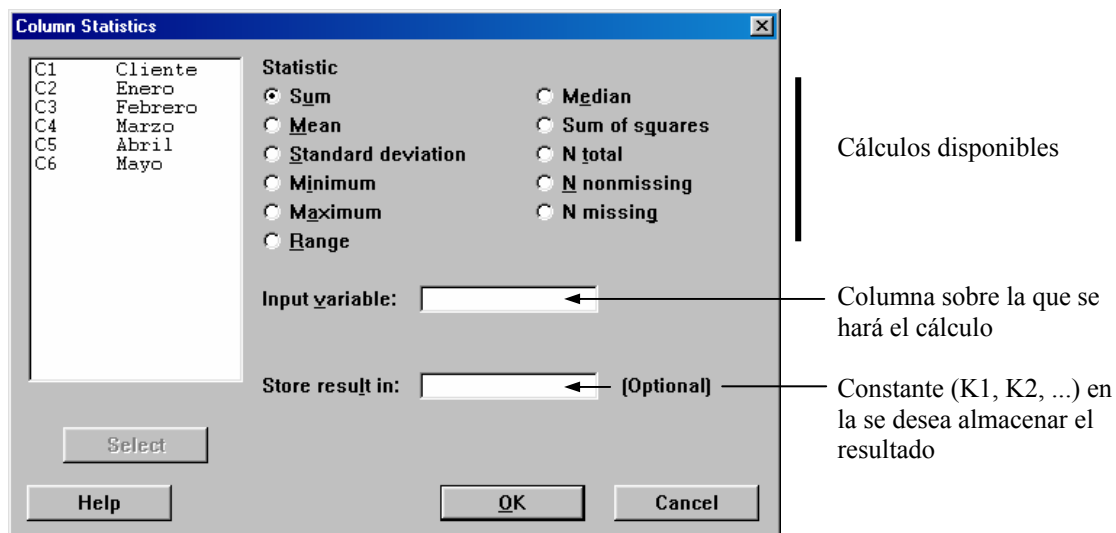 Column Statistics
C1 Cliente
C2 Enero
C3 Febrero
C4 Marzo
C5 Abril
C6 Mayo
Statistic
Sum
Mean
Standard deviation
Minimum
Maximum
Range
Median
Sum of squares
N total
N nonmissing
N missing
Input variable:
Store result in:
(Optional)
Select
Help
OK
Cancel
Cálculos disponibles
Columna sobre la que se
hará el cálculo
Constante (K1, K2, ...) en
la se desea almacenar el
resultado